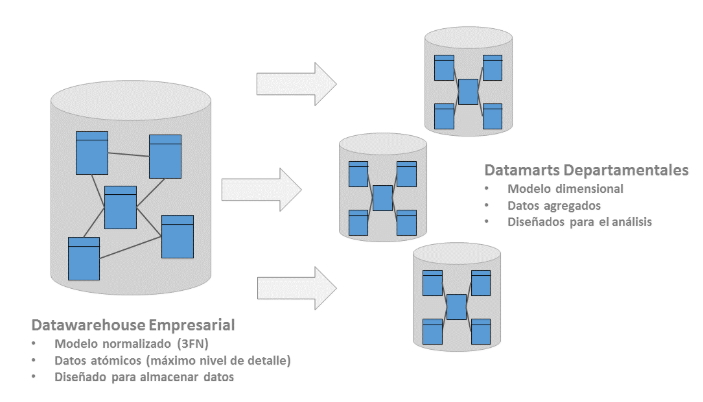 Datamarts Departamentales
• Modelo dimensional
• Datos agregados
• Diseñados para el análisis
Datawarehouse Empresarial
• Modelo normalizado (3FN)
• Datos atómicos (máximo nivel de detalle)
• Diseñado para almacenar datos